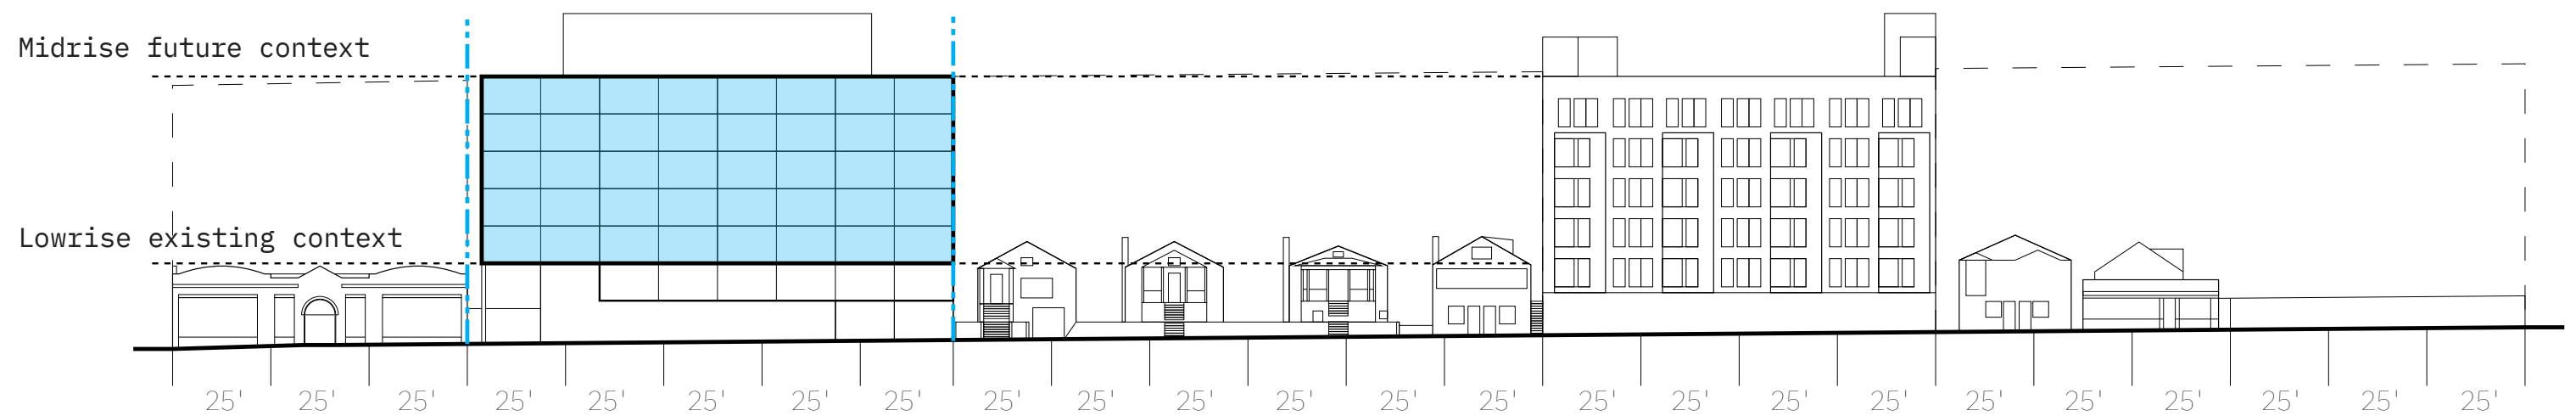 Midrise future context
Lowrise existing context
25' 25' 25' 25' 25' 25' 25' 25' 25' 25' 25' 25' 25' 25' 25' 25' 25' 25' 25' 25' 25' 25' 25' 25'